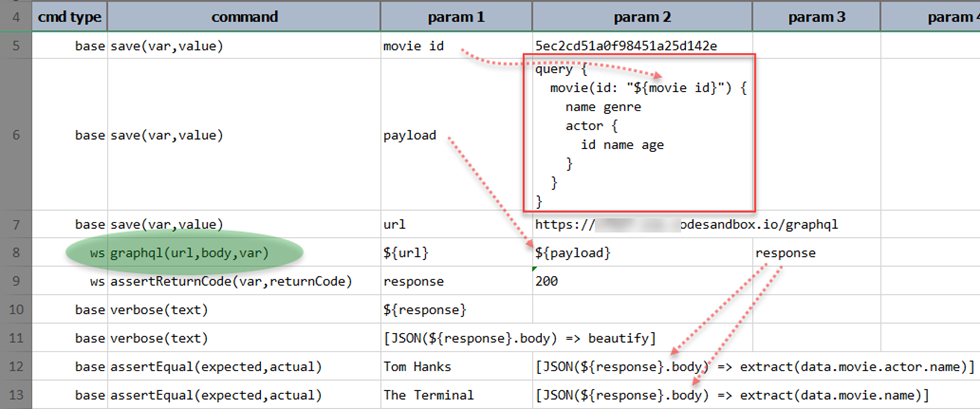 4 cmd type command param 1 param 2 param 3 param 4
5 base save(var,value) movie id 5ec2cd51a0f98451a25d142e
query {
movie(id: "${movie id}") {
name genre
actor {
6 base save(var,value) payload id name age
}
}
}
7 base save(var,value) url https:// odesandbox.io/graphql
8 ws graphql(url,body,var) ${url} ${payload} response
9 ws assertReturnCode(var,returnCode) response 200
10 base verbose(text) ${response}
11 base verbose(text) [JSON(${response}.body) => beautify]
12 base assertEqual(expected,actual) Tom Hanks [JSON(${response}.body) => extract(data.movie.actor.name)]
13 base assertEqual(expected,actual) The Terminal [JSON(${response}.body) => extract(data.movie.name)]